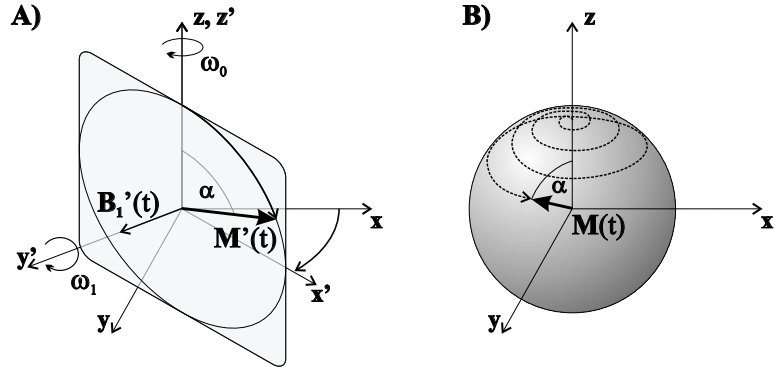 A)
z, z'
ω₀
α
B₁'(t)
M'(t)
x
y'
ω₁
x'
y
B)
z
α
M(t)
x
y